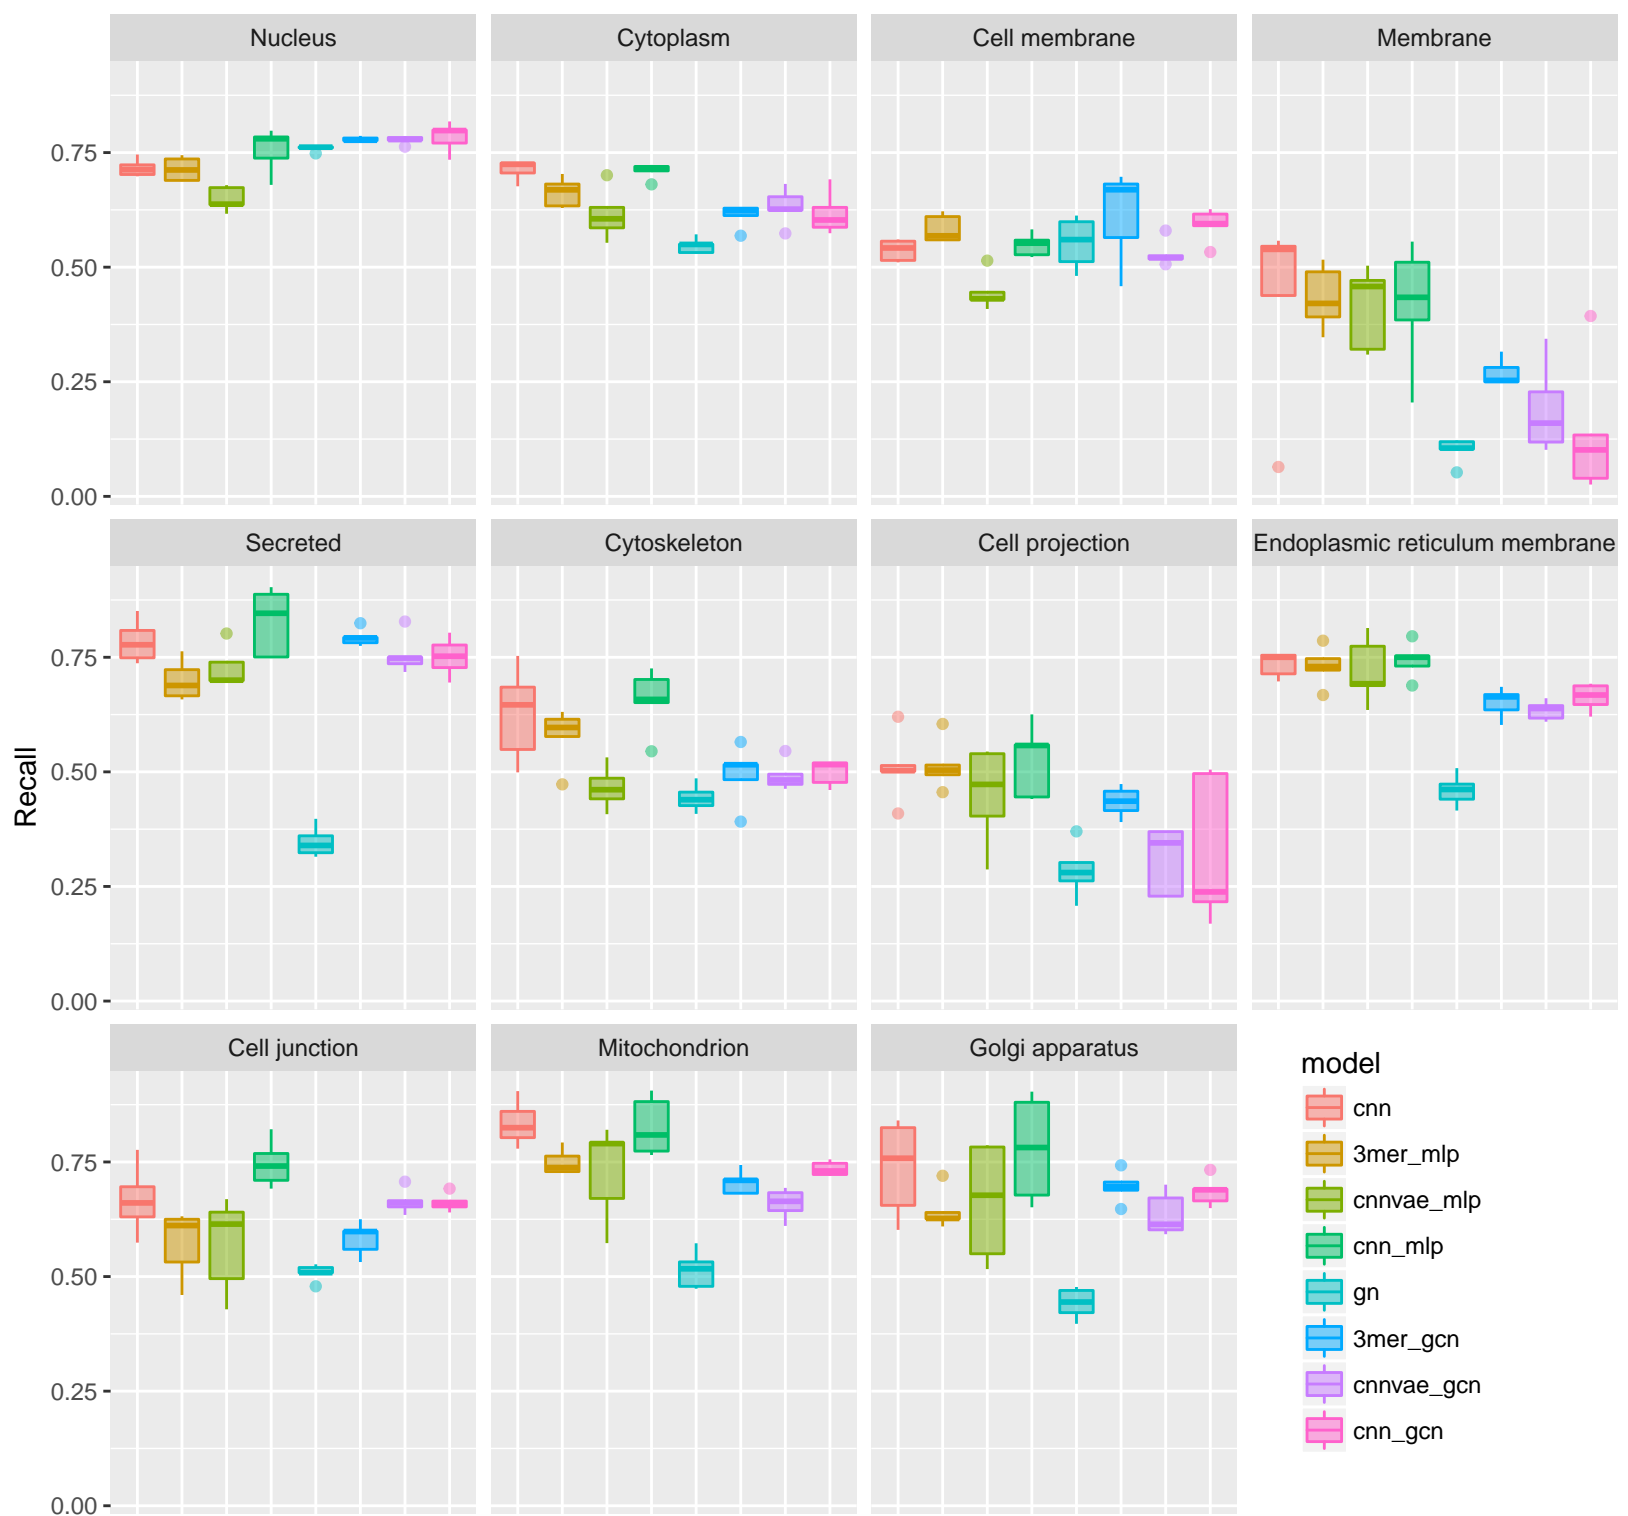 Nucleus
Cytoplasm
Cell membrane
Membrane
0.75
0.50
0.25
0.00
Secreted
Cytoskeleton
Cell projection
Endoplasmic reticulum membrane
0.75
0.50
0.25
0.00
Recall
Cell junction
Mitochondrion
Golgi apparatus
0.75
0.50
0.25
0.00
model
cnn
3mer_mlp
cnnvae_mlp
cnn_mlp
gn
3mer_gcn
cnnvae_gcn
cnn_gcn